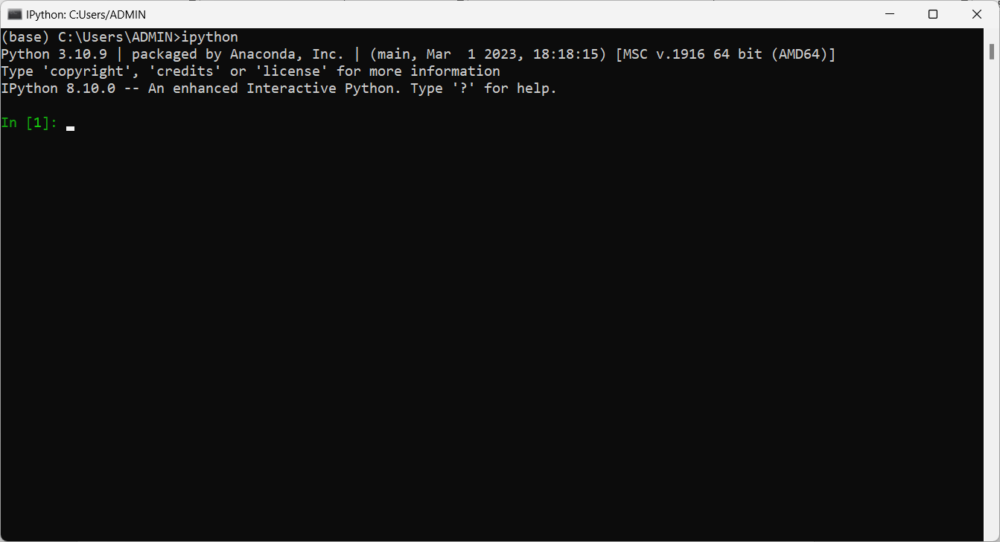 IPython: C:Users/ADMIN
(base) C:\Users\ADMIN>ipython
Python 3.10.9 | packaged by Anaconda, Inc. | (main, Mar  1 2023, 18:18:15) [MSC v.1916 64 bit (AMD64)]
Type 'copyright', 'credits' or 'license' for more information
IPython 8.10.0 -- An enhanced Interactive Python. Type '?' for help.
In [1]: